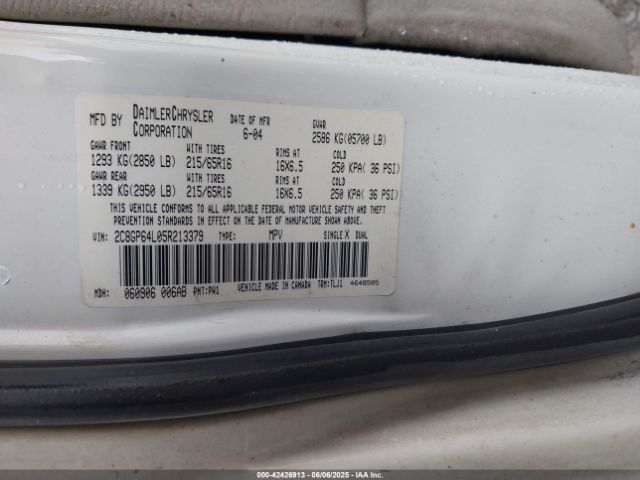 MFD BY DAIMLERCHRYSLER CORPORATION DATE OF MFR 6-04 GVWR 2586 KG(05700 LB)
GAWR FRONT WITH TIRES RIMS AT COLD
1293 KG(2850 LB) 215/65R16 16X6.5 250 KPA( 36 PSI)
GAWR REAR WITH TIRES RIMS AT COLD
1339 KG(2950 LB) 215/65R16 16X6.5 250 KPA( 36 PSI)
THIS VEHICLE CONFORMS TO ALL APPLICABLE FEDERAL MOTOR VEHICLE SAFETY AND THEFT
PREVENTION STANDARDS IN EFFECT ON THE DATE OF MANUFACTURE SHOWN ABOVE.
VIN: 2C8GP64L05R213379 TYPE: MPV SINGLE X DUAL
MDH: 060906 006AB PNT:PW1 VEHICLE MADE IN CANADA TRM:TLJ1 4648505
000-42426913 - 06/06/2025 - IAA Inc.